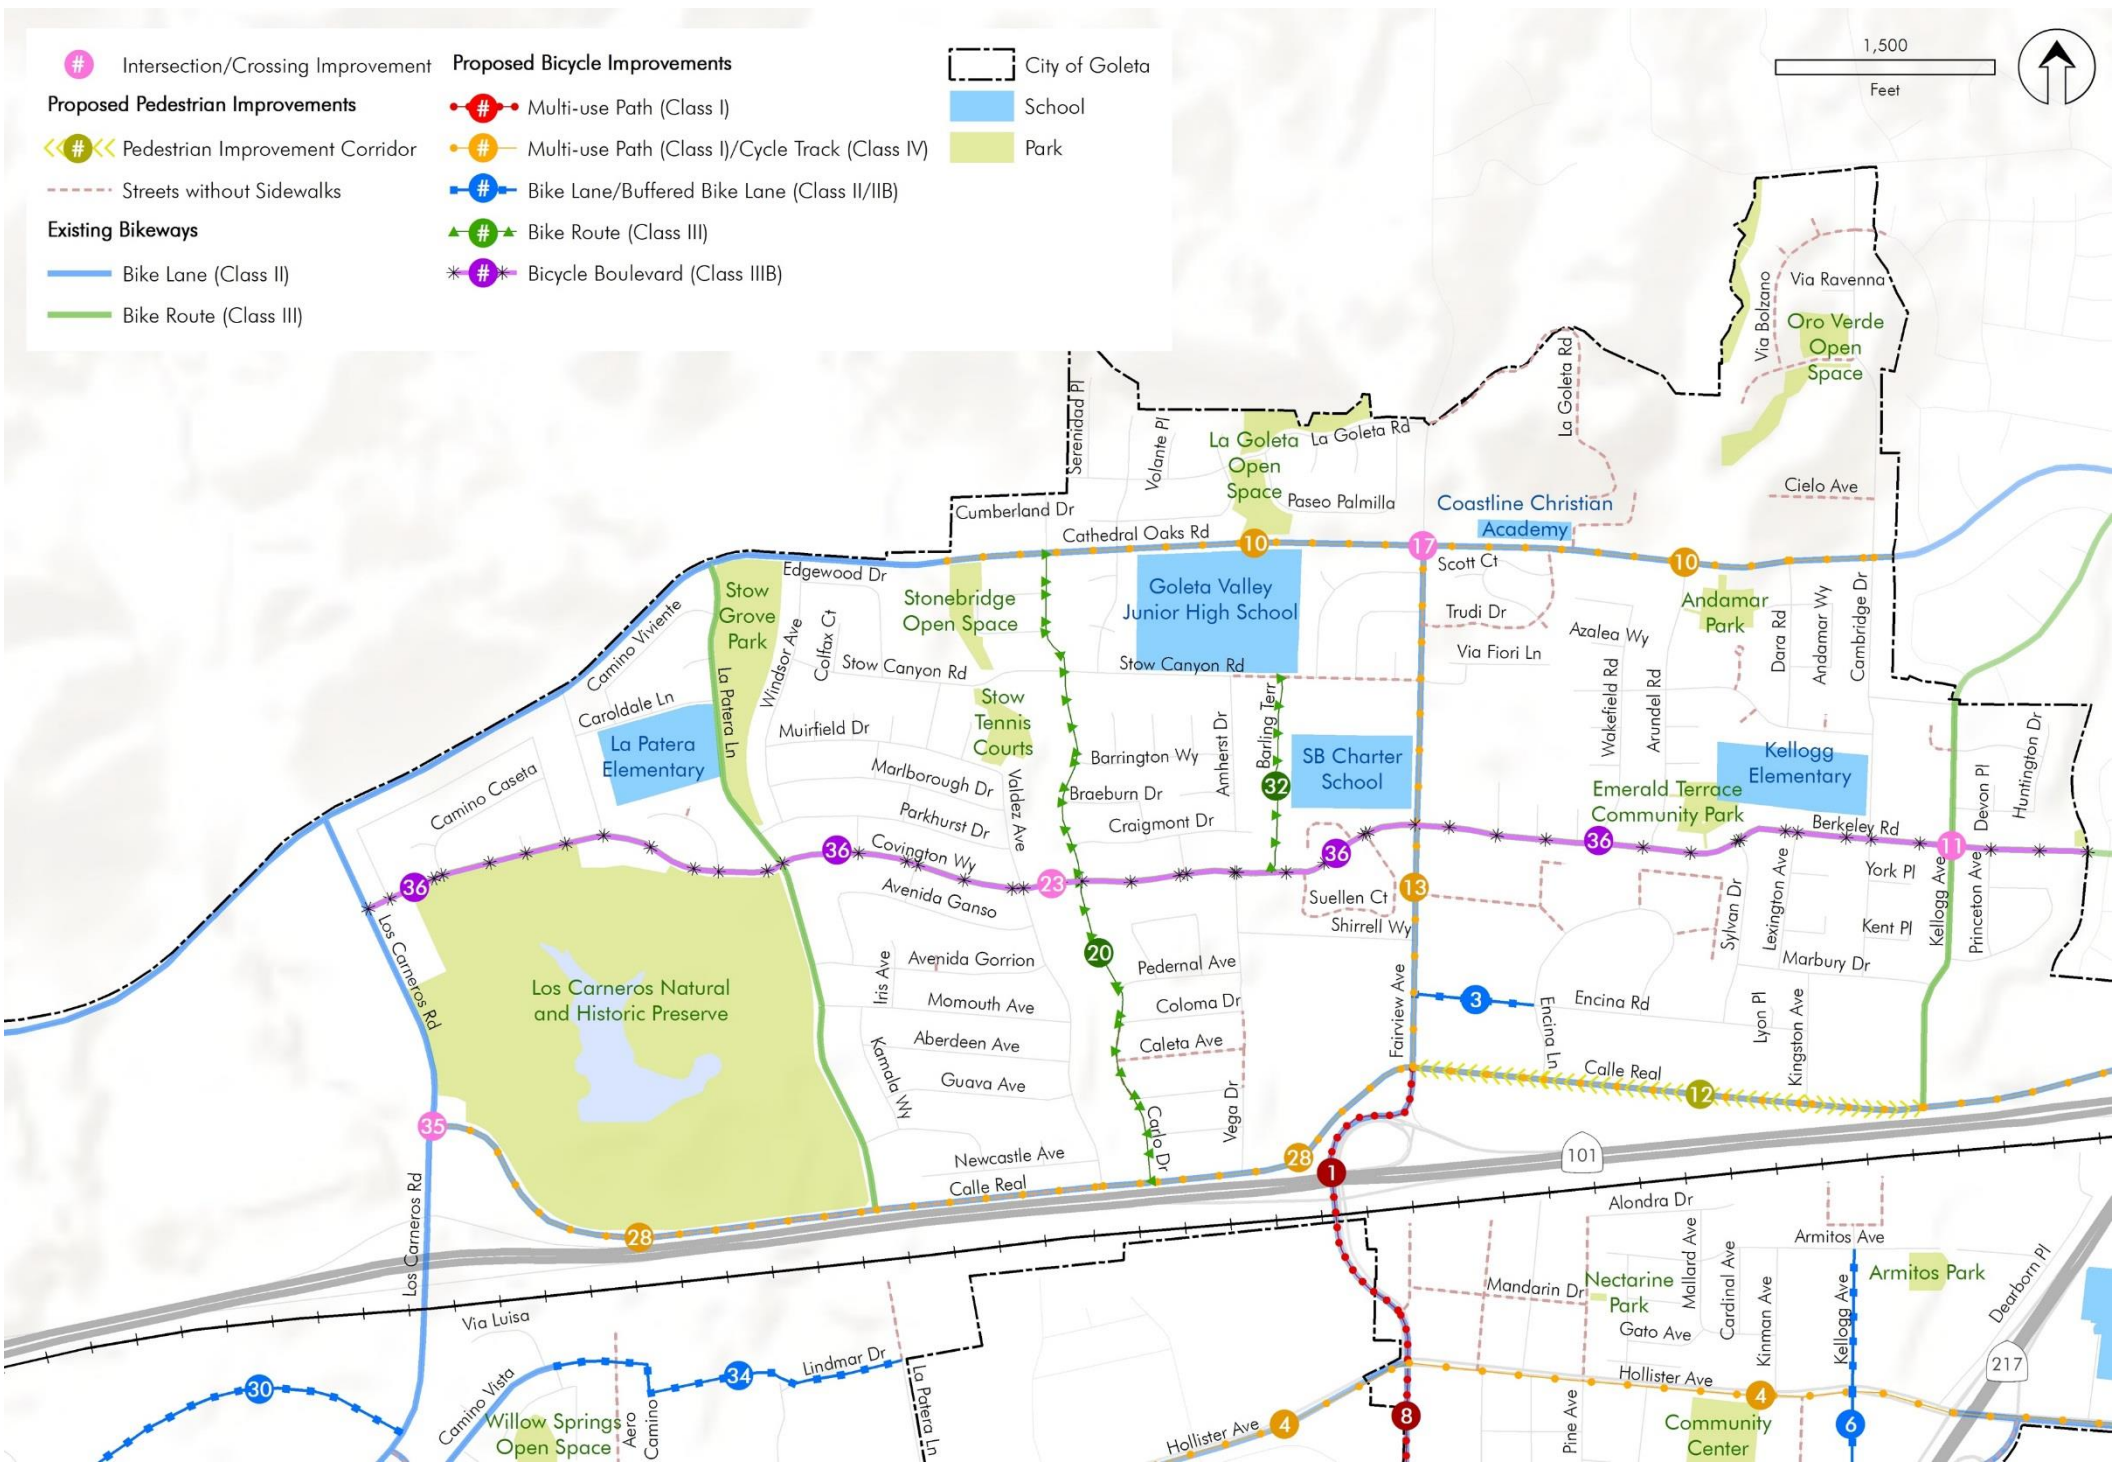 # Intersection/Crossing Improvement
Proposed Pedestrian Improvements
# Pedestrian Improvement Corridor
Streets without Sidewalks
Existing Bikeways
Bike Lane (Class II)
Bike Route (Class III)
Proposed Bicycle Improvements
# Multi-use Path (Class I)
# Multi-use Path (Class I)/Cycle Track (Class IV)
# Bike Lane/Buffered Bike Lane (Class II/IIB)
# Bike Route (Class III)
# Bicycle Boulevard (Class IIIB)
City of Goleta
School
Park
1,500
Feet
Via Ravenna
Via Bolzano
Oro Verde
Open
Space
La Goleta Rd
Serenidad Pl
Volante Pl
La Goleta
Open
Space
La Goleta Rd
Paseo Palmilla
Cielo Ave
Coastline Christian
Academy
Cumberland Dr
Cathedral Oaks Rd
10
17
10
Scott Ct
Edgewood Dr
Stow
Grove
Park
Stonebridge
Open Space
Goleta Valley
Junior High School
Trudi Dr
Andamar
Park
Azalea Wy
Via Fiori Ln
Dara Rd
Andamar Wy
Cambridge Dr
Camino Viviente
Windsor Ave
Colfax Ct
Stow Canyon Rd
Stow Canyon Rd
Wakefield Rd
Arundel Rd
Caroldale Ln
La Patera Ln
Stow
Tennis
Courts
Muirfield Dr
La Patera
Elementary
Barrington Wy
Amherst Dr
Barling Terr
SB Charter
School
Kellogg
Elementary
Devon Pl
Huntington Dr
Camino Caseta
Marlborough Dr
Valdez Ave
Braeburn Dr
32
Emerald Terrace
Community Park
Parkhurst Dr
Craigmont Dr
Berkeley Rd
36
Covington Wy
36
36
11
36
23
13
York Pl
Avenida Ganso
Suellen Ct
Shirrell Wy
Sylvan Dr
Lexington Ave
Kent Pl
Kellogg Ave
Princeton Ave
Los Carneros Rd
20
Iris Ave
Avenida Gorrion
Pedernal Ave
Marbury Dr
Los Carneros Natural
and Historic Preserve
Momouth Ave
Coloma Dr
Fairview Ave
3
Encina Rd
Encina Ln
Lyon Pl
Kingston Ave
Aberdeen Ave
Caleta Ave
Kamala Wy
Guava Ave
Calle Real
12
35
Carlo Dr
Vega Dr
Newcastle Ave
28
1
101
Calle Real
Los Carneros Rd
28
Alondra Dr
Mallard Ave
Cardinal Ave
Armitos Ave
Dearborn Pl
Armitos Park
Mandarin Dr
Nectarine
Park
Kinman Ave
Kellogg Ave
Via Luisa
Gato Ave
Lindmar Dr
34
30
Camino Vista
La Patera Ln
217
Hollister Ave
4
Willow Springs
Open Space
Aero
Camino
Hollister Ave
4
8
Pine Ave
Community
Center
6